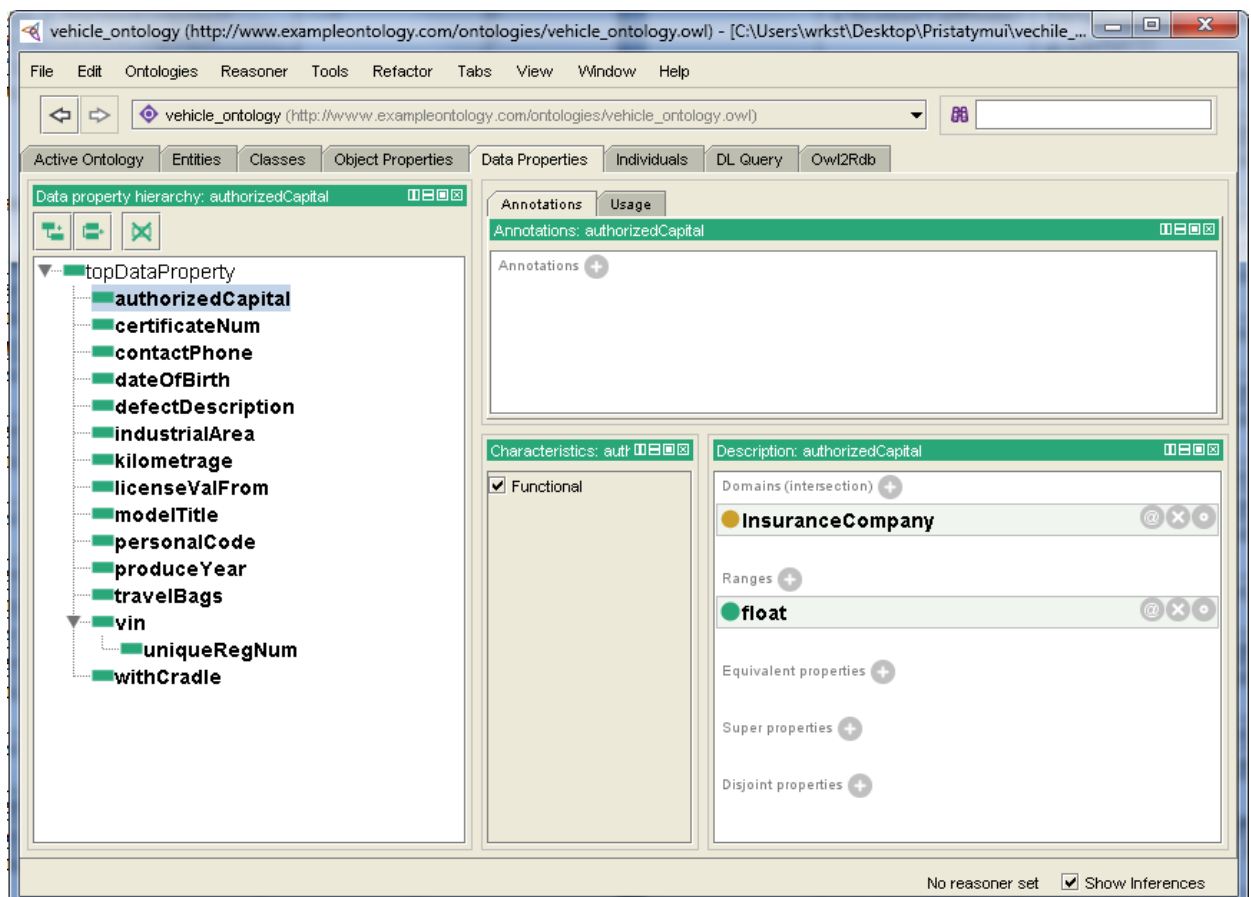 vehicle_ontology (http://www.exampleontology.com/ontologies/vehicle_ontology.owl) - [C:\Users\wrkst\Desktop\Pristatymui\vechile_...
File Edit Ontologies Reasoner Tools Refactor Tabs View Window Help
vehicle_ontology (http://www.exampleontology.com/ontologies/vehicle_ontology.owl)
Active Ontology Entities Classes Object Properties Data Properties Individuals DL Query Owl2Rdb
Data property hierarchy: authorizedCapital
topDataProperty
authorizedCapital
certificateNum
contactPhone
dateOfBirth
defectDescription
industrialArea
kilometrage
licenseValFrom
modelTitle
personalCode
produceYear
travelBags
vin
uniqueRegNum
withCradle
Annotations Usage
Annotations: authorizedCapital
Annotations
Characteristics: auth
Functional
Description: authorizedCapital
Domains (intersection)
InsuranceCompany
Ranges
float
Equivalent properties
Super properties
Disjoint properties
No reasoner set Show Inferences